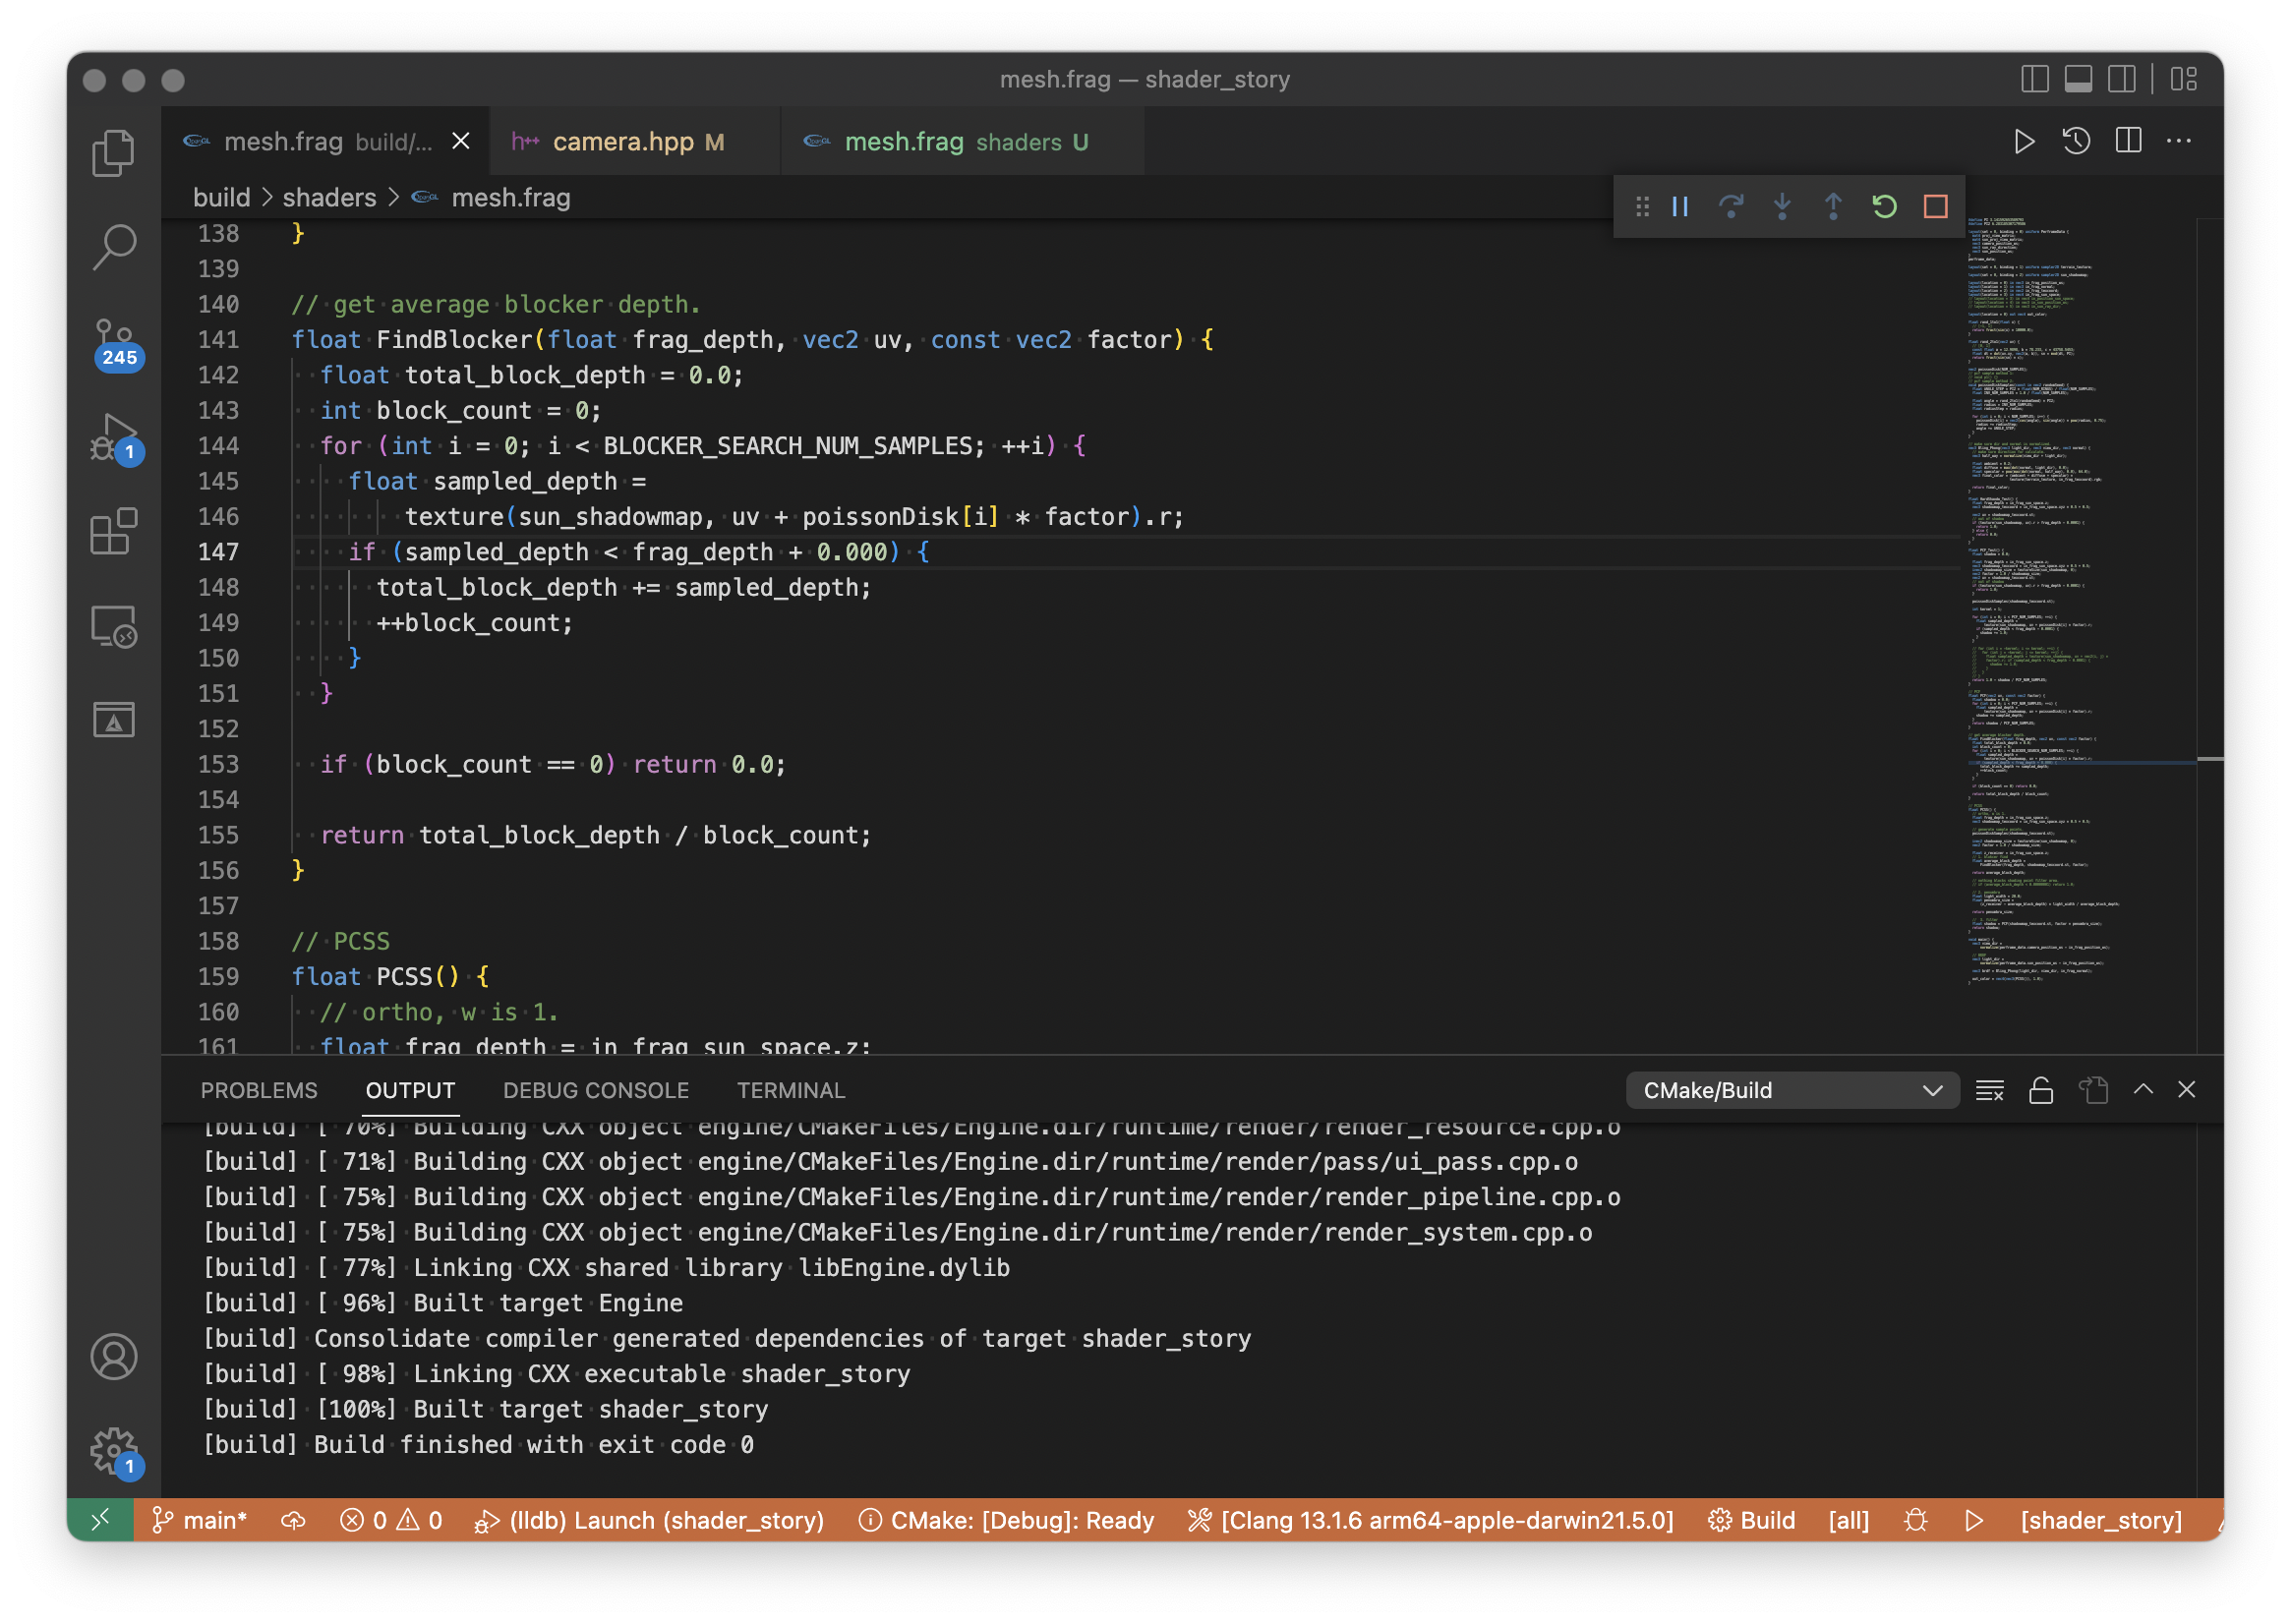 mesh.frag — shader_story
mesh.frag build/... camera.hpp M mesh.frag shaders U
build > shaders > mesh.frag
138 }
139
140 // get average blocker depth.
141 float FindBlocker(float frag_depth, vec2 uv, const vec2 factor) {
142 float total_block_depth = 0.0;
143 int block_count = 0;
144 for (int i = 0; i < BLOCKER_SEARCH_NUM_SAMPLES; ++i) {
145 float sampled_depth =
146 texture(sun_shadowmap, uv + poissonDisk[i] * factor).r;
147 if (sampled_depth < frag_depth + 0.000) {
148 total_block_depth += sampled_depth;
149 ++block_count;
150 }
151 }
152
153 if (block_count == 0) return 0.0;
154
155 return total_block_depth / block_count;
156 }
157
158 // PCSS
159 float PCSS() {
160 // ortho, w is 1.
161 float frag_depth = in_frag_sun_space.z;
245
1
1
PROBLEMS OUTPUT DEBUG CONSOLE TERMINAL CMake/Build
[build] [ 70%] Building CXX object engine/CMakeFiles/Engine.dir/runtime/render/render_resource.cpp.o
[build] [ 71%] Building CXX object engine/CMakeFiles/Engine.dir/runtime/render/pass/ui_pass.cpp.o
[build] [ 75%] Building CXX object engine/CMakeFiles/Engine.dir/runtime/render/render_pipeline.cpp.o
[build] [ 75%] Building CXX object engine/CMakeFiles/Engine.dir/runtime/render/render_system.cpp.o
[build] [ 77%] Linking CXX shared library libEngine.dylib
[build] [ 96%] Built target Engine
[build] Consolidate compiler generated dependencies of target shader_story
[build] [ 98%] Linking CXX executable shader_story
[build] [100%] Built target shader_story
[build] Build finished with exit code 0
main* 0 0 (lldb) Launch (shader_story) CMake: [Debug]: Ready [Clang 13.1.6 arm64-apple-darwin21.5.0] Build [all] [shader_story]